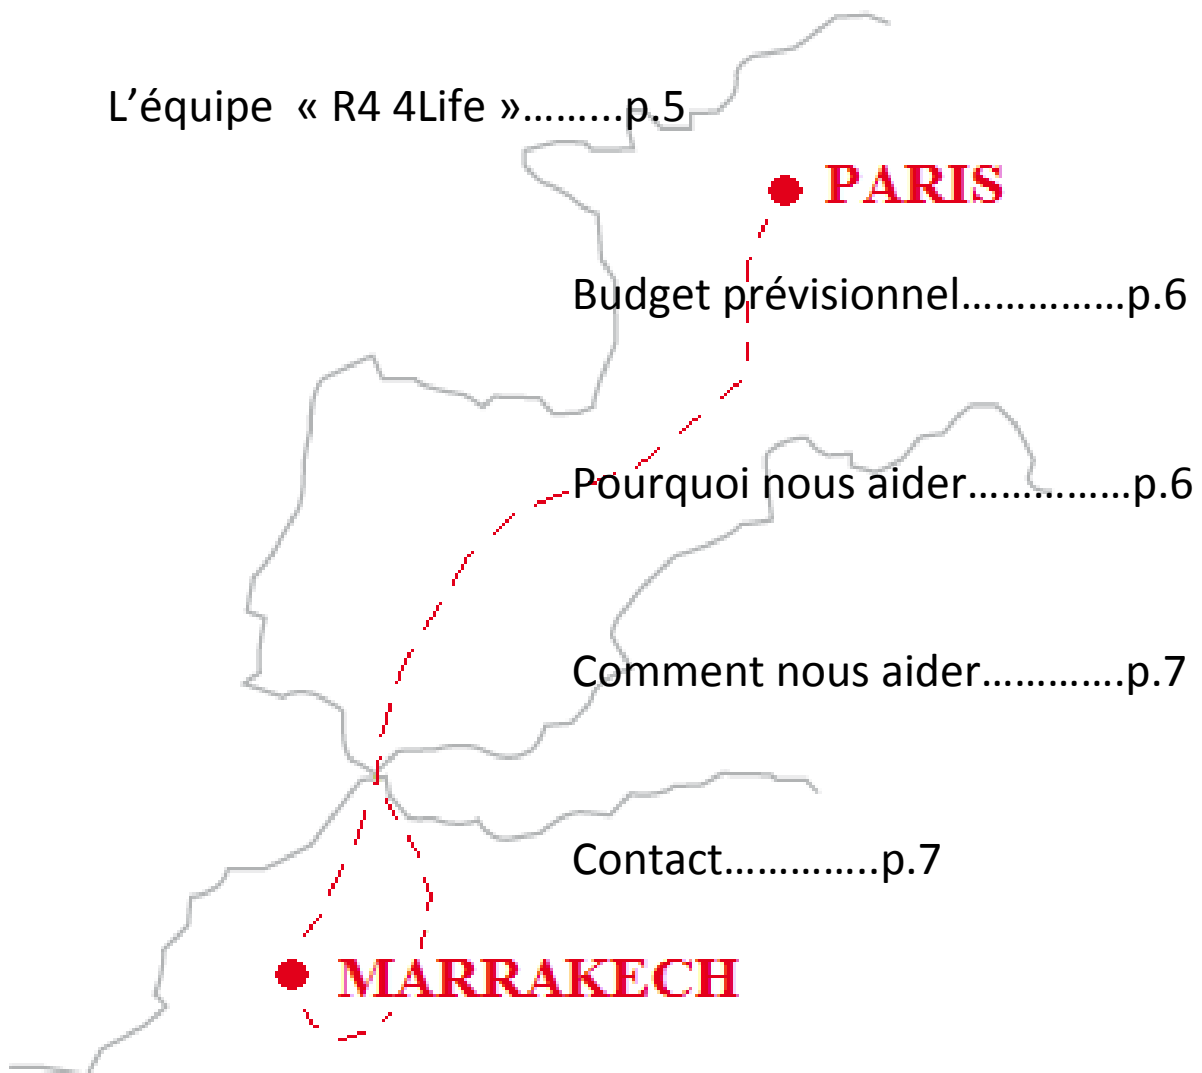 L’équipe « R4 4Life ».........p.5
PARIS
Budget prévisionnel……………p.6
Pourquoi nous aider……………p.6
Comment nous aider………….p.7
Contact…………..p.7
MARRAKECH